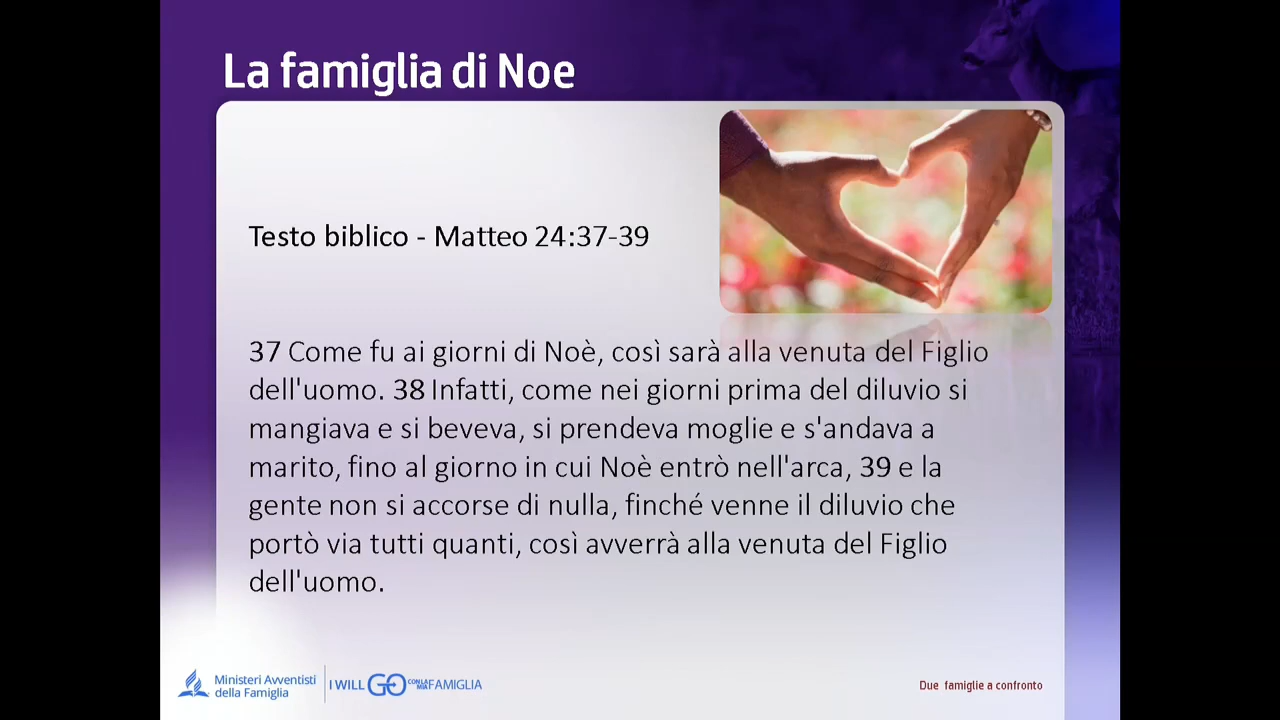 La famiglia di Noe
Testo biblico - Matteo 24:37-39
37 Come fu ai giorni di Noè, così sarà alla venuta del Figlio
dell'uomo. 38 Infatti, come nei giorni prima del diluvio si
mangiava e si beveva, si prendeva moglie e s'andava a
marito, fino al giorno in cui Noè entrò nell'arca, 39 e la
gente non si accorse di nulla, finché venne il diluvio che
portò via tutti quanti, così avverrà alla venuta del Figlio
dell'uomo.
Ministeri Avventisti
della Famiglia
I WILL GO CON LA MIA FAMIGLIA
Due famiglie a confronto